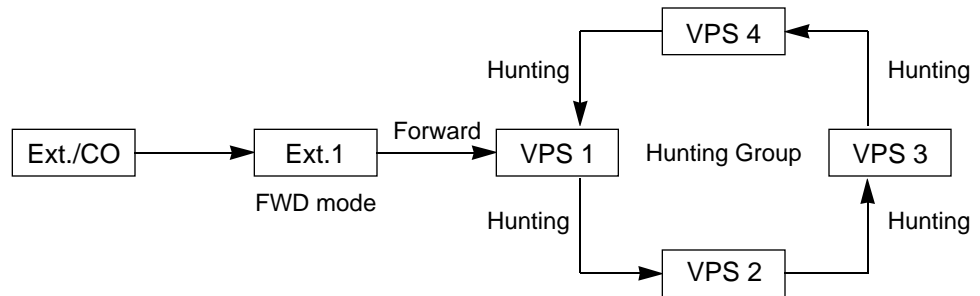 VPS 4
Hunting
Hunting
Forward
Ext./CO
Ext.1
VPS 1
Hunting Group
VPS 3
FWD mode
Hunting
Hunting
VPS 2